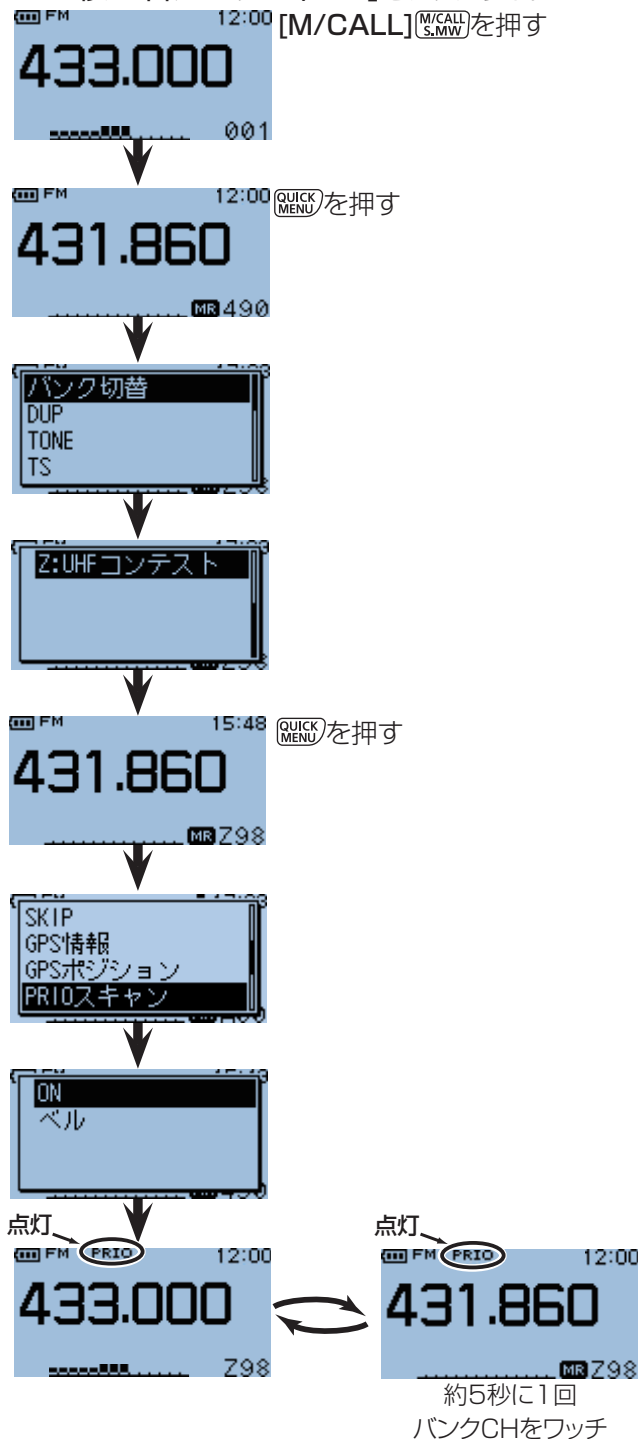 FM 12:00
[M/CALL] M/CALL S.MW を押す
433.000
001
FM 12:00
QUICK MENU を押す
431.860
MR 490
バンク切替
DUP
TONE
TS
Z:UHFコンテスト
FM 15:48
QUICK MENU を押す
431.860
MR Z98
SKIP
GPS情報
GPSポジション
PRIOスキャン
ON
ベル
点灯
点灯
FM PRIO 12:00
FM PRIO 12:00
433.000
431.860
Z98
MR Z98
約5秒に1回
バンクCHをワッチ